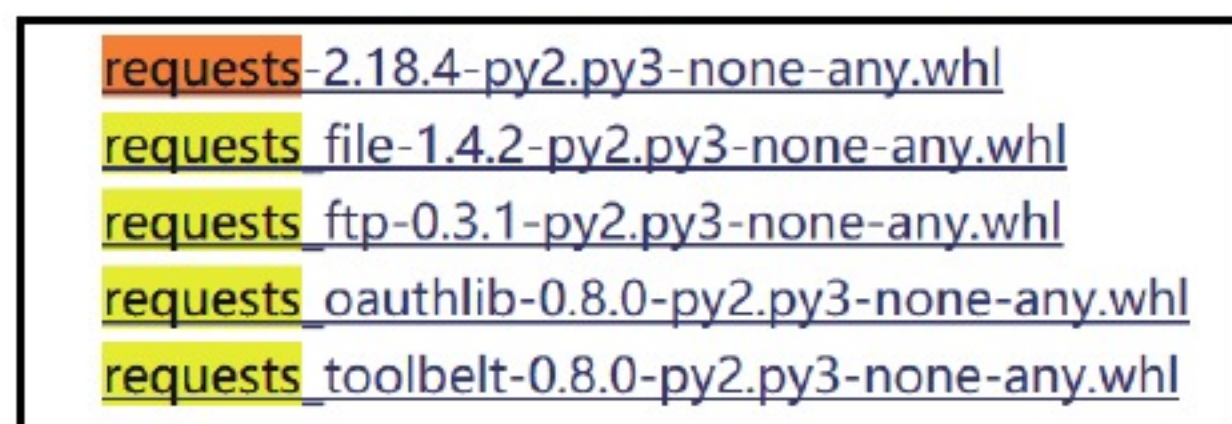 requests-2.18.4-py2.py3-none-any.whl
requests_file-1.4.2-py2.py3-none-any.whl
requests_ftp-0.3.1-py2.py3-none-any.whl
requests_oauthlib-0.8.0-py2.py3-none-any.whl
requests_toolbelt-0.8.0-py2.py3-none-any.whl